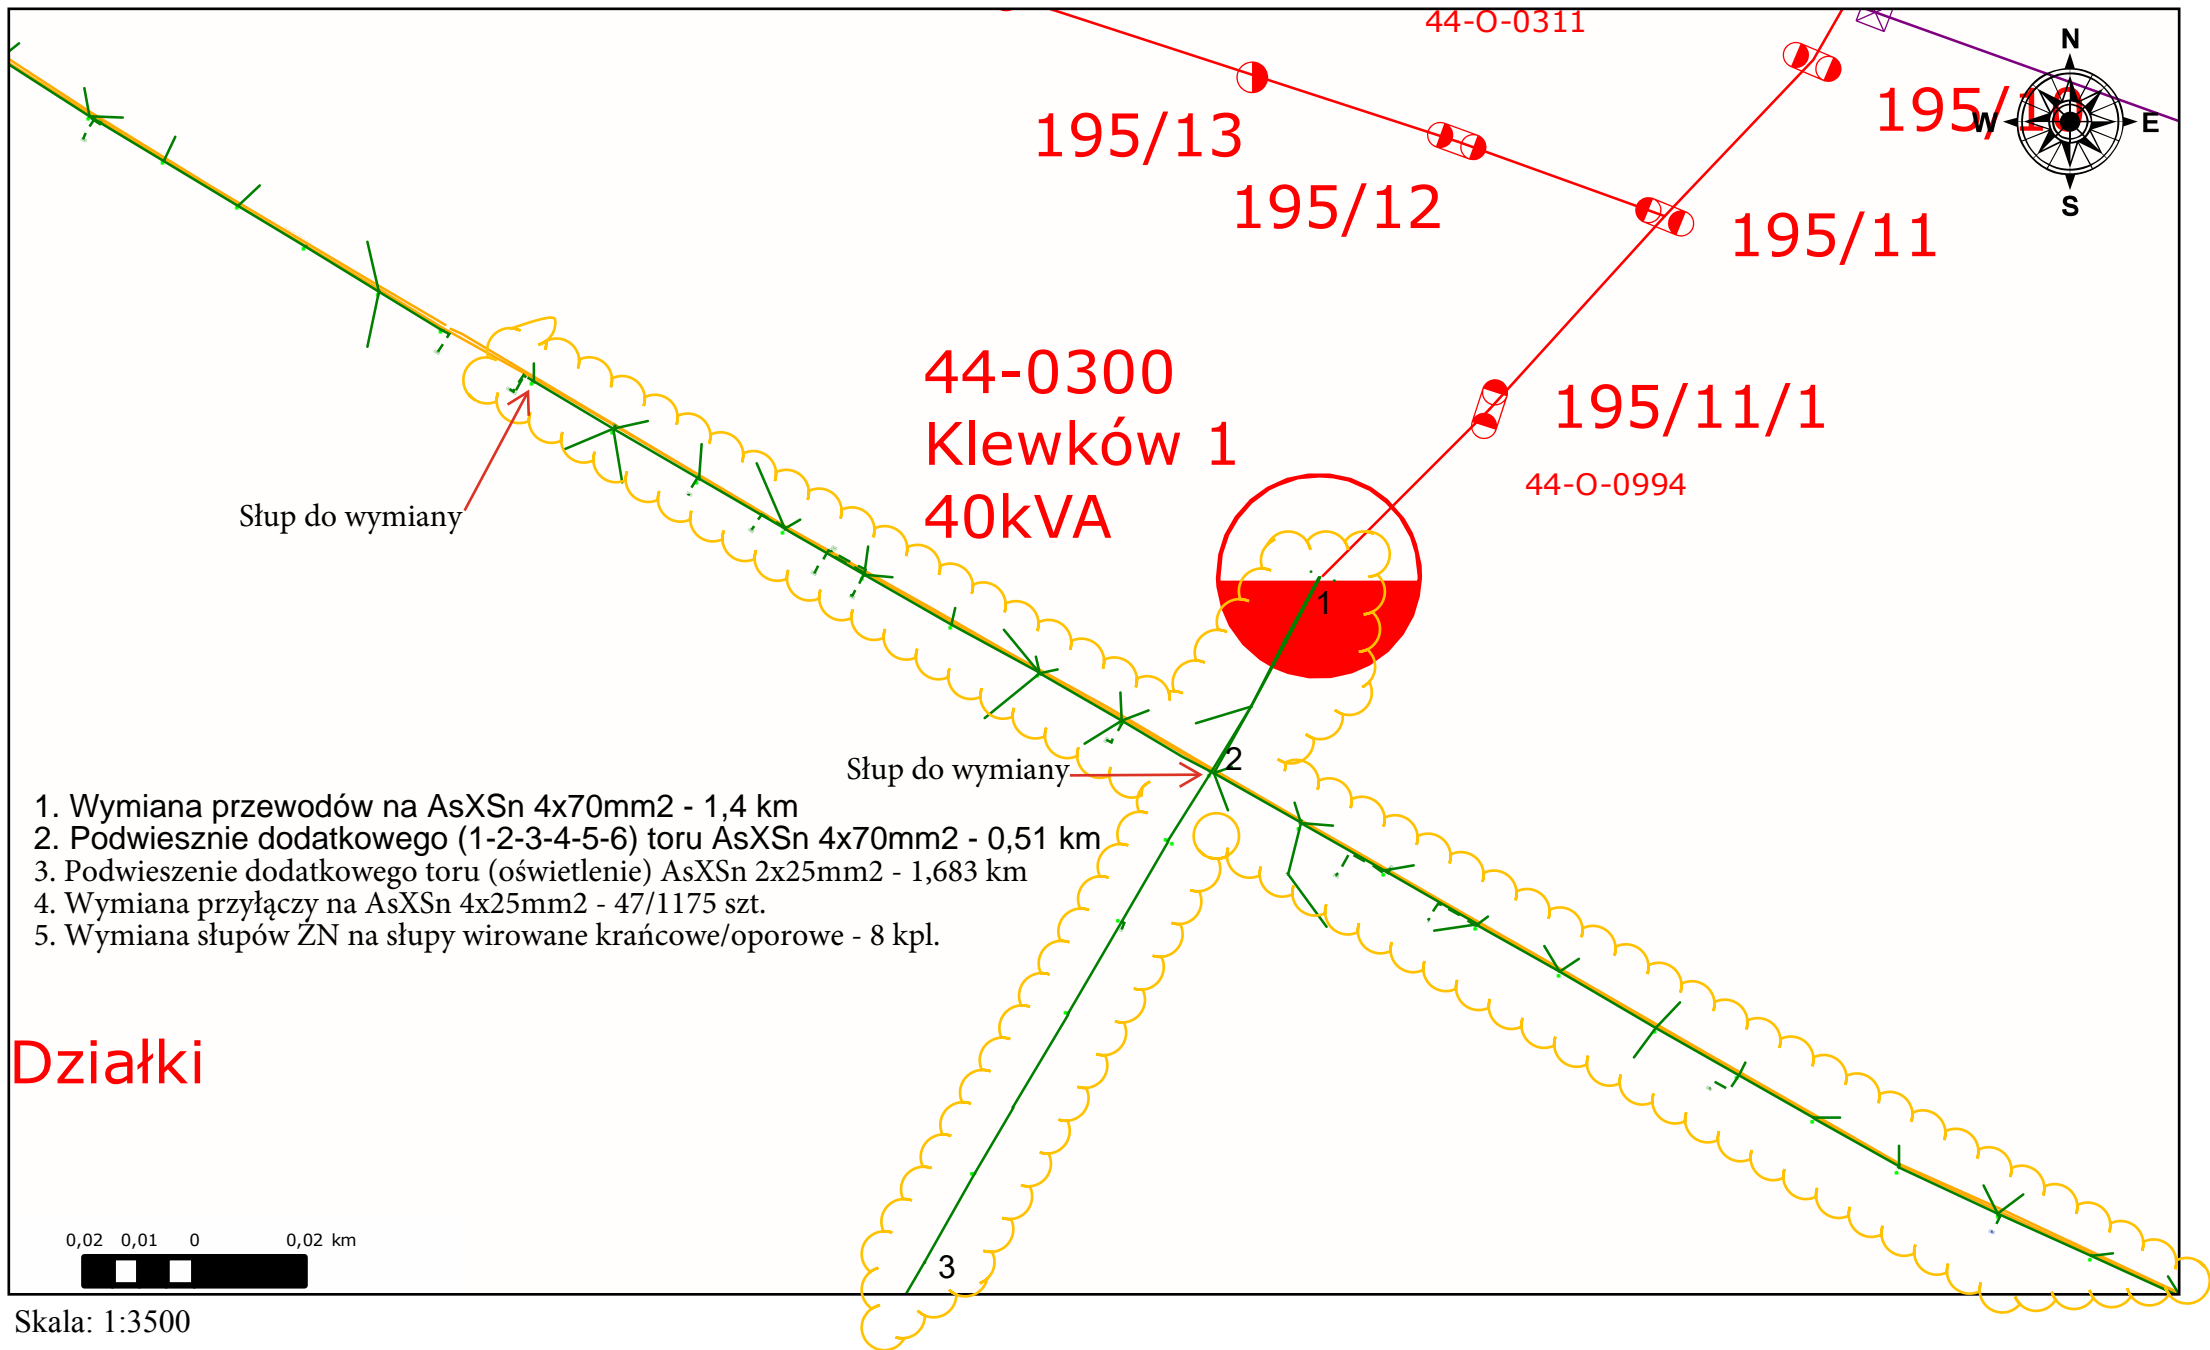 44-O-0311
N
195/10
W
E
S
195/13
195/12
195/11
44-0300
Klewków 1
40kVA
195/11/1
44-O-0994
Słup do wymiany
1
2
Słup do wymiany
1. Wymiana przewodów na AsXSn 4x70mm2 - 1,4 km
2. Podwiesznie dodatkowego (1-2-3-4-5-6) toru AsXSn 4x70mm2 - 0,51 km
3. Podwieszenie dodatkowego toru (oświetlenie) AsXSn 2x25mm2 - 1,683 km
4. Wymiana przyłączy na AsXSn 4x25mm2 - 47/1175 szt.
5. Wymiana słupów ŻN na słupy wirowane krańcowe/oporowe - 8 kpl.
Działki
0,02 0,01 0 0,02 km
3
Skala: 1:3500